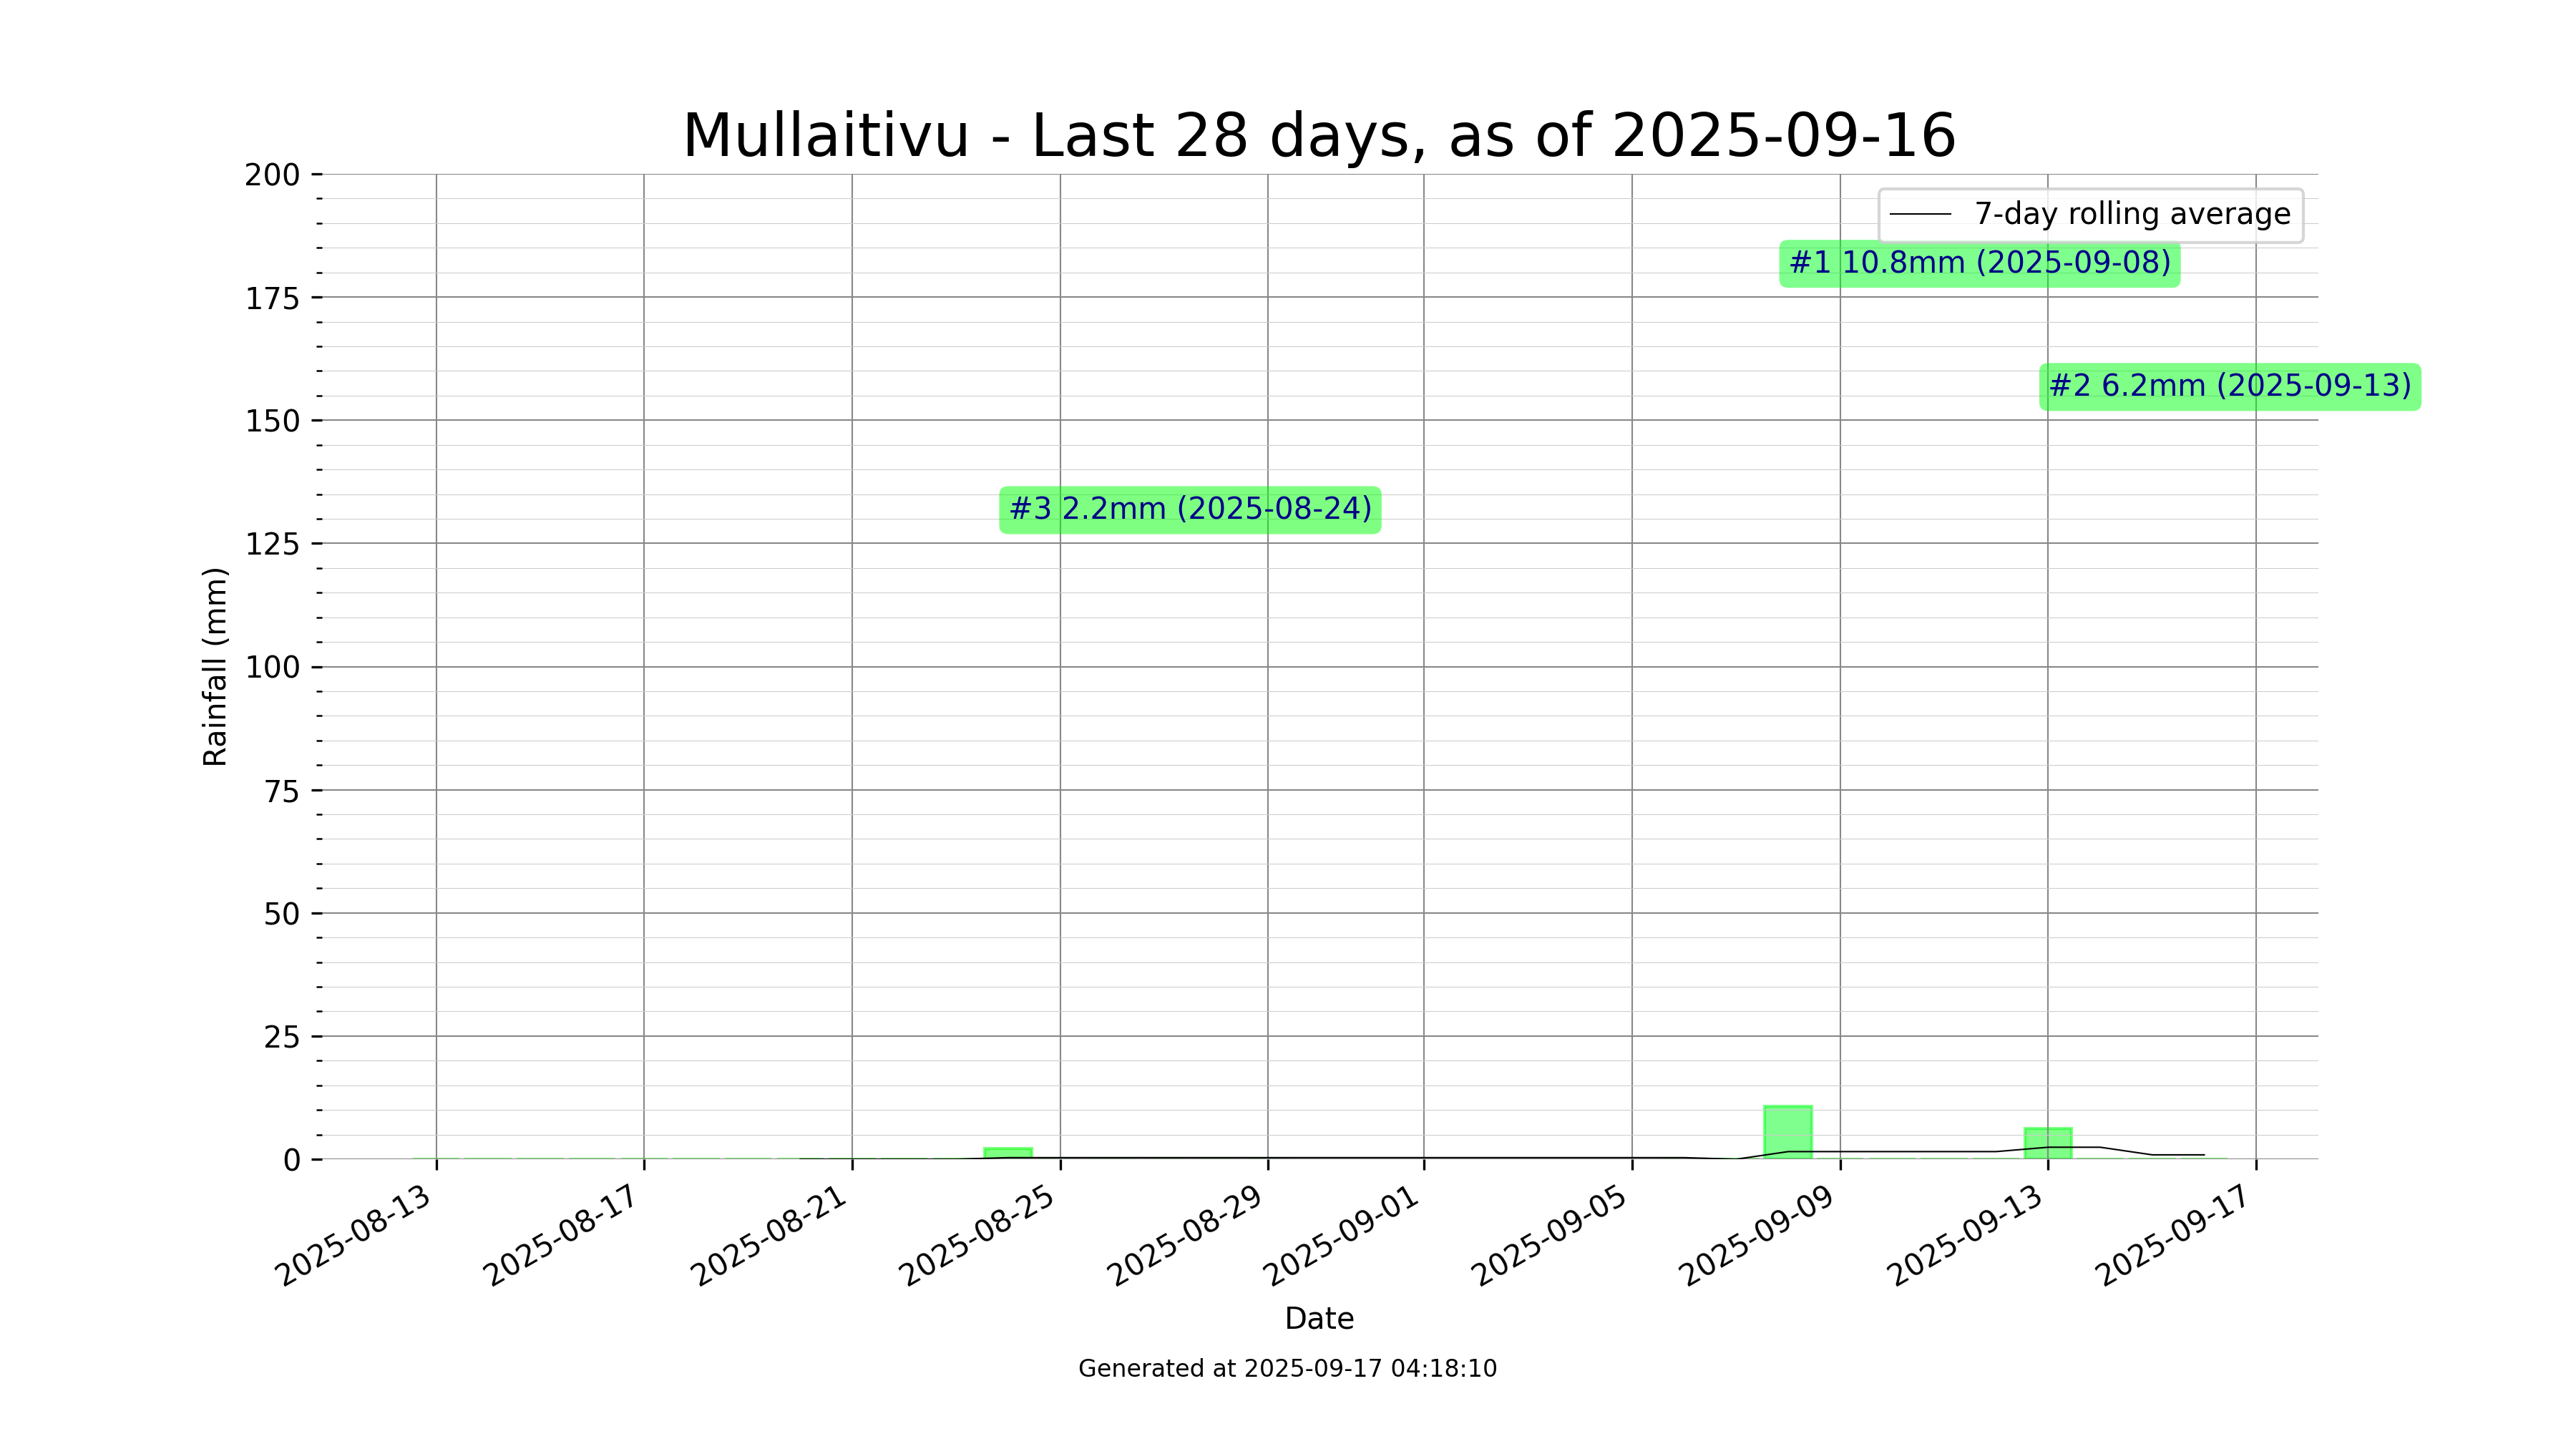 Mullaitivu - Last 28 days, as of 2025-09-16
7-day rolling average
#1 10.8mm (2025-09-08)
#2 6.2mm (2025-09-13)
#3 2.2mm (2025-08-24)
Rainfall (mm)
200
175
150
125
100
75
50
25
0
2025-08-13
2025-08-17
2025-08-21
2025-08-25
2025-08-29
2025-09-01
2025-09-05
2025-09-09
2025-09-13
2025-09-17
Date
Generated at 2025-09-17 04:18:10